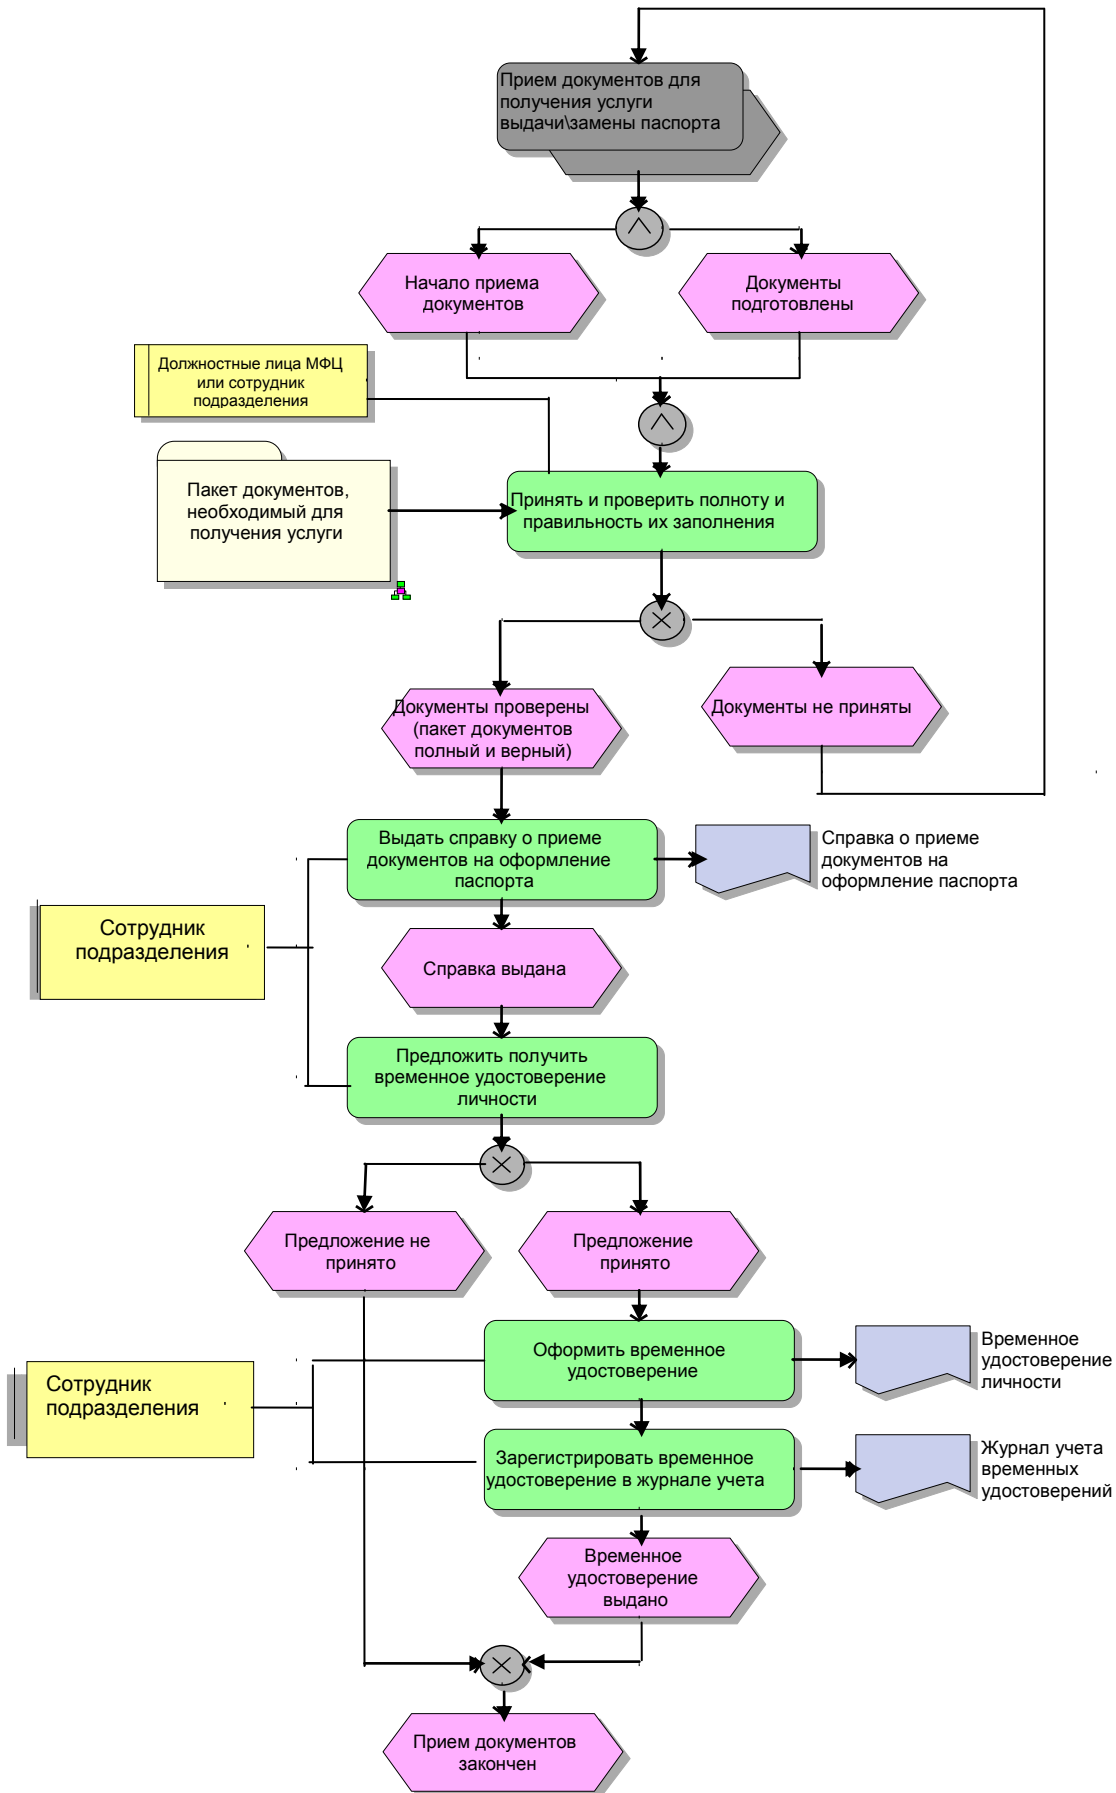 Прием документов для
получения услуги
выдачи\замены паспорта
Начало приема
документов
Документы
подготовлены
Должностные лица МФЦ
или сотрудник
подразделения
Пакет документов,
необходимый для
получения услуги
Принять и проверить полноту и
правильность их заполнения
Документы проверены
(пакет документов
полный и верный)
Документы не приняты
Выдать справку о приеме
документов на оформление
паспорта
Справка о приеме
документов на
оформление паспорта
Сотрудник
подразделения
Справка выдана
Предложить получить
временное удостоверение
личности
Предложение не
принято
Предложение
принято
Оформить временное
удостоверение
Временное
удостоверение
личности
Сотрудник
подразделения
Зарегистрировать временное
удостоверение в журнале учета
Журнал учета
временных
удостоверений
Временное
удостоверение
выдано
Прием документов
закончен